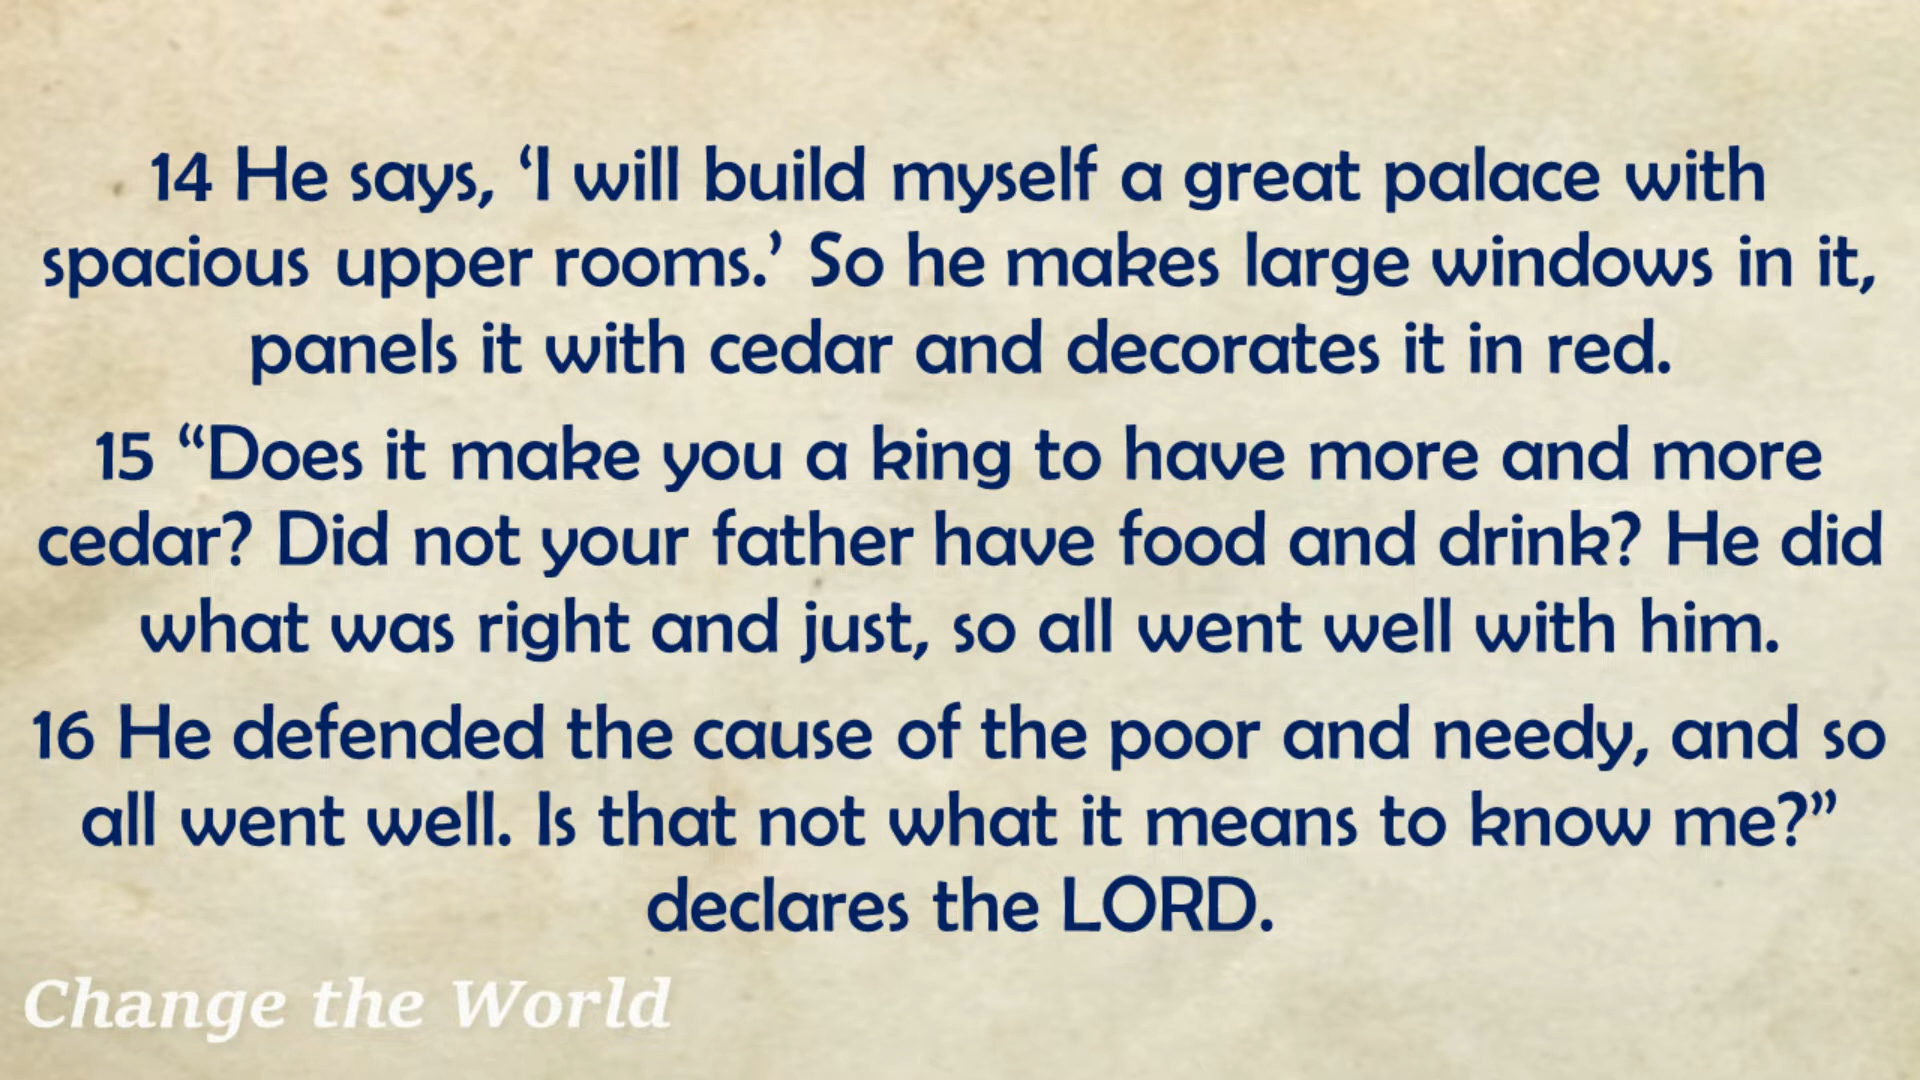 14 He says, ‘I will build myself a great palace with
spacious upper rooms.’ So he makes large windows in it,
panels it with cedar and decorates it in red.
15 “Does it make you a king to have more and more
cedar? Did not your father have food and drink? He did
what was right and just, so all went well with him.
16 He defended the cause of the poor and needy, and so
all went well. Is that not what it means to know me?”
declares the LORD.
Change the World